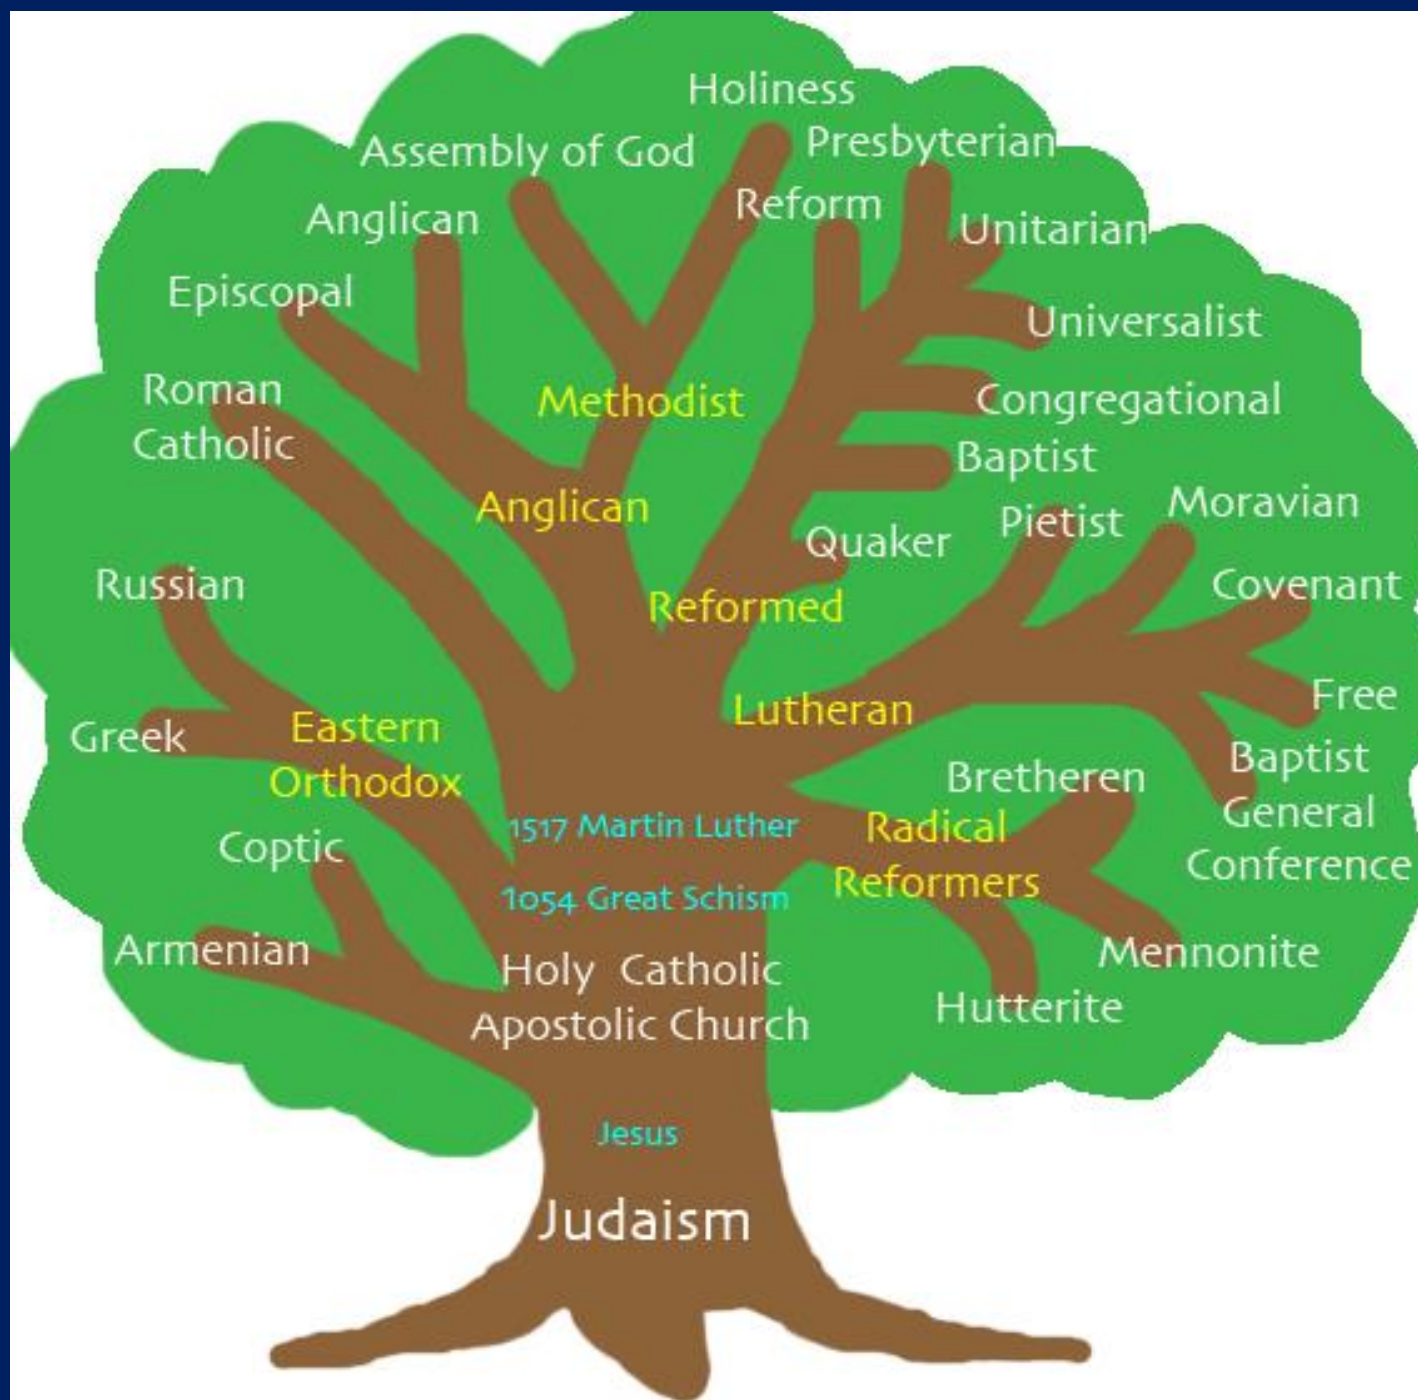 Holiness
Presbyterian
Assembly of God
Reform
Anglican
Unitarian
Episcopal
Universalist
Roman
Catholic
Methodist
Congregational
Baptist
Anglican
Moravian
Pietist
Quaker
Russian
Covenant
Reformed
Free
Lutheran
Greek
Eastern
Orthodox
Baptist
General
Conference
Bretheren
1517 Martin Luther
Radical
Reformers
Coptic
1054 Great Schism
Armenian
Mennonite
Holy Catholic
Apostolic Church
Hutterite
Jesus
Judaism